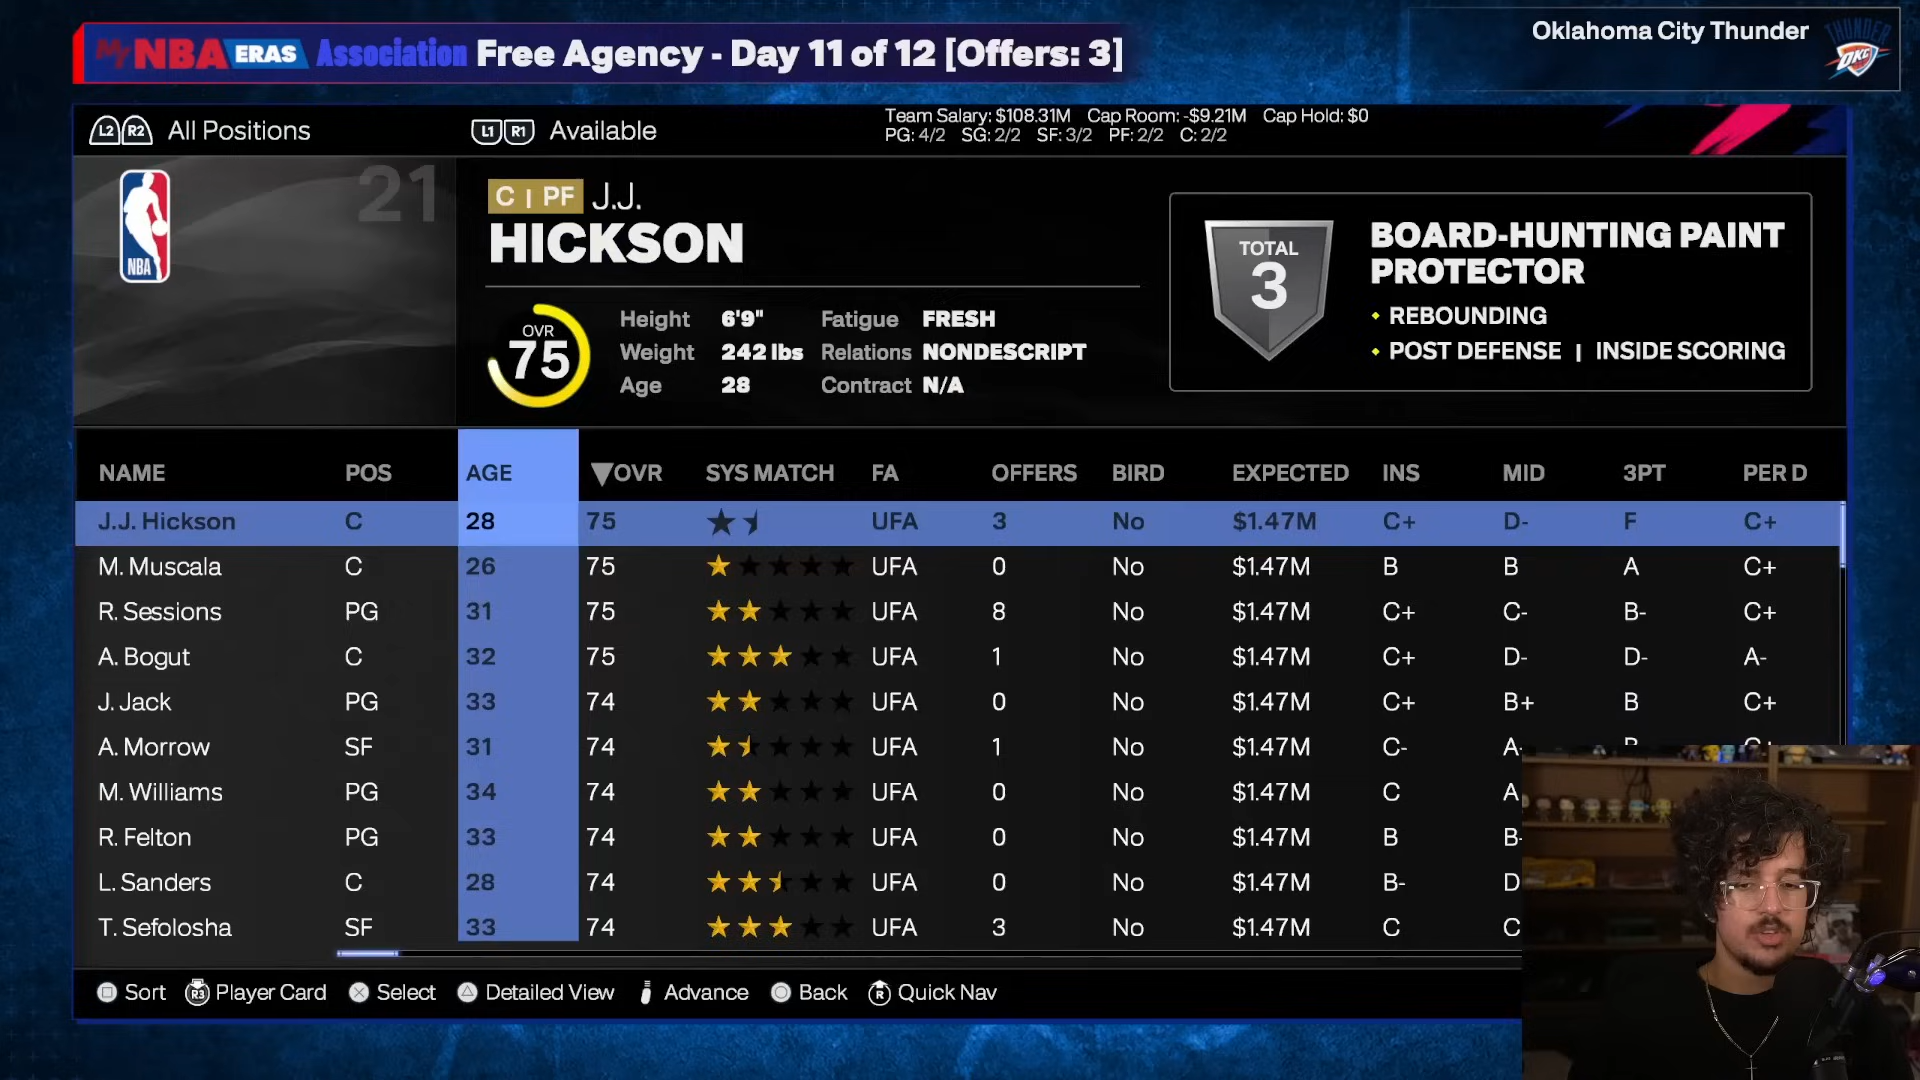 MyNBA ERAS Association Free Agency - Day 11 of 12 [Offers: 3]
Oklahoma City Thunder
THUNDER
OKC
L2 R2 All Positions
L1 R1 Available
Team Salary: $108.31M Cap Room: -$9.21M Cap Hold: $0
PG: 4/2 SG: 2/2 SF: 3/2 PF: 2/2 C: 2/2
NBA
21
C | PF J.J.
HICKSON
OVR
75
Height 6'9" Fatigue FRESH
Weight 242 lbs Relations NONDESCRIPT
Age 28 Contract N/A
TOTAL
3
BOARD-HUNTING PAINT
PROTECTOR
REBOUNDING
POST DEFENSE | INSIDE SCORING
NAME POS AGE OVR SYS MATCH FA OFFERS BIRD EXPECTED INS MID 3PT PER D
J.J. Hickson C 28 75 UFA 3 No $1.47M C+ D- F C+
M. Muscala C 26 75 UFA 0 No $1.47M B B A C+
R. Sessions PG 31 75 UFA 8 No $1.47M C+ C- B- C+
A. Bogut C 32 75 UFA 1 No $1.47M C+ D- D- A-
J. Jack PG 33 74 UFA 0 No $1.47M C+ B+ B C+
A. Morrow SF 31 74 UFA 1 No $1.47M C- A-
M. Williams PG 34 74 UFA 0 No $1.47M C A
R. Felton PG 33 74 UFA 0 No $1.47M B B-
L. Sanders C 28 74 UFA 0 No $1.47M B- D
T. Sefolosha SF 33 74 UFA 3 No $1.47M C C
Sort R3 Player Card Select Detailed View Advance Back R Quick Nav